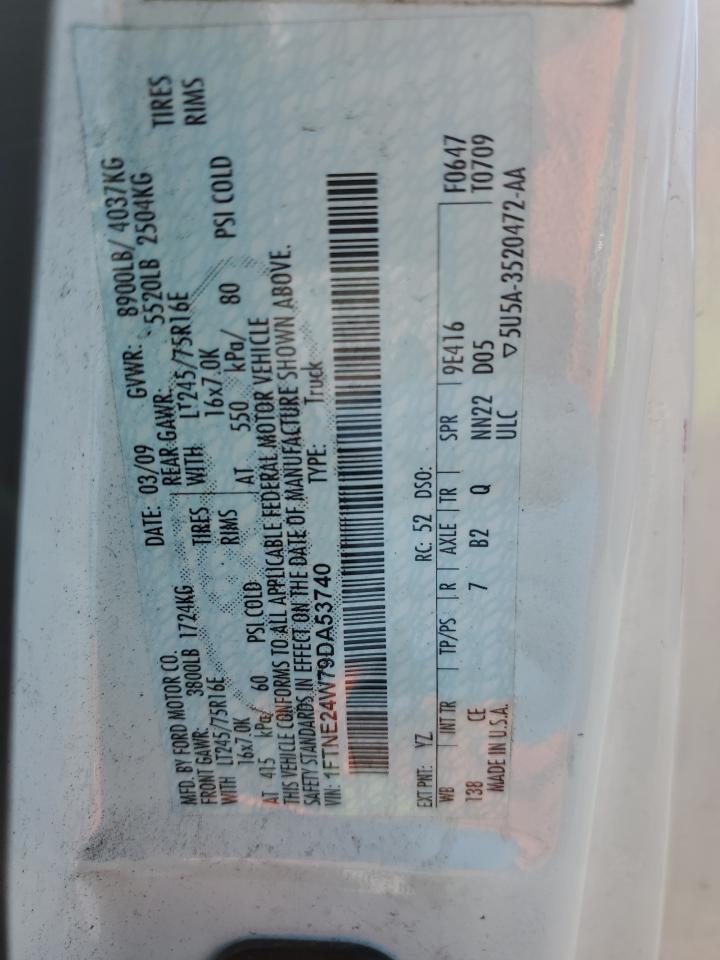 MFD. BY FORD MOTOR CO. DATE: 03/09 GVWR: 8900LB/ 4037KG
FRONT GAWR: 3800LB 1724KG REAR GAWR: 5520LB 2504KG
WITH LT245/75R16E TIRES WITH LT245/75R16E TIRES
16x7.0K RIMS 16x7.0K RIMS
AT 415 kPa/ 60 PSI COLD AT 550 kPa/ 80 PSI COLD
THIS VEHICLE CONFORMS TO ALL APPLICABLE FEDERAL MOTOR VEHICLE
SAFETY STANDARDS IN EFFECT ON THE DATE OF MANUFACTURE SHOWN ABOVE.
VIN: 1FTNE24W79DA53740 TYPE: Truck
EXT PNT: YZ RC: 52 DSO:
WB INT TR TP/PS R AXLE TR SPR 9E416 F0647
138 CE 7 B2 Q NN22 D05 T0709
MADE IN U.S.A. ULC ▽5U5A-3520472-AA